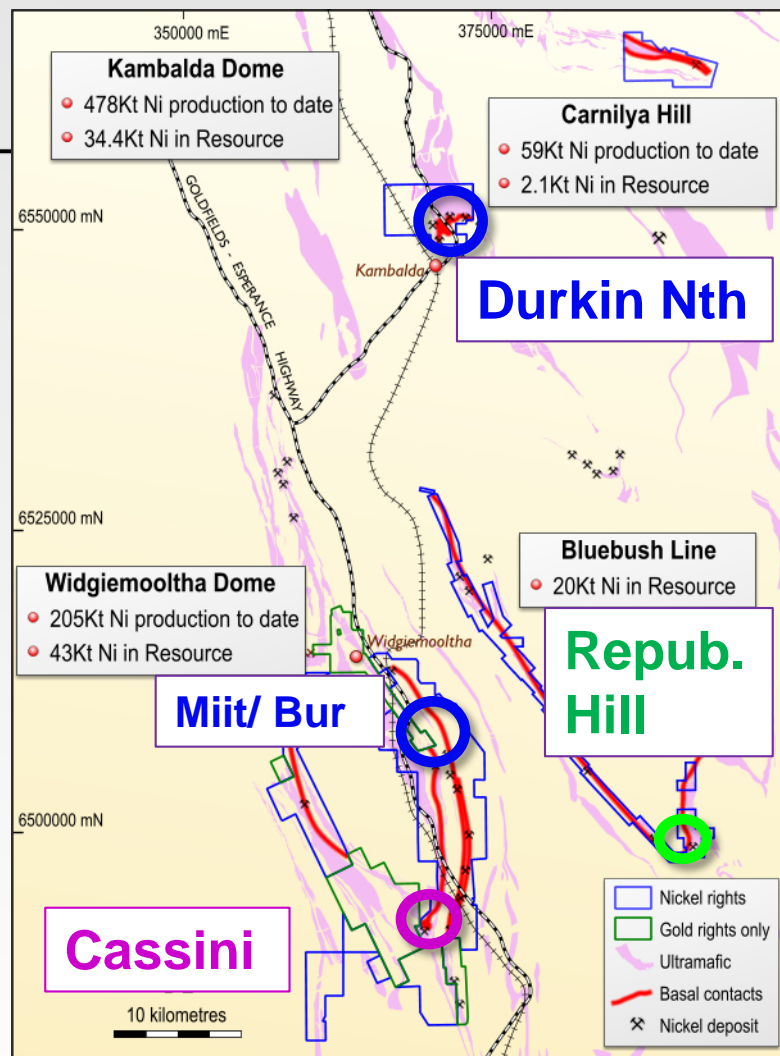 350000 mE
375000 mE
Kambalda Dome
478Kt Ni production to date
34.4Kt Ni in Resource
Carnilya Hill
59Kt Ni production to date
2.1Kt Ni in Resource
GOLDFIELDS - ESPERANCE HIGHWAY
6550000 mN
Kambalda
Durkin Nth
6525000 mN
Widgiemooltha Dome
205Kt Ni production to date
43Kt Ni in Resource
Bluebush Line
20Kt Ni in Resource
Widgiemooltha
Repub.
Hill
Miit/ Bur
6500000 mN
Cassini
10 kilometres
Nickel rights
Gold rights only
Ultramafic
Basal contacts
Nickel deposit